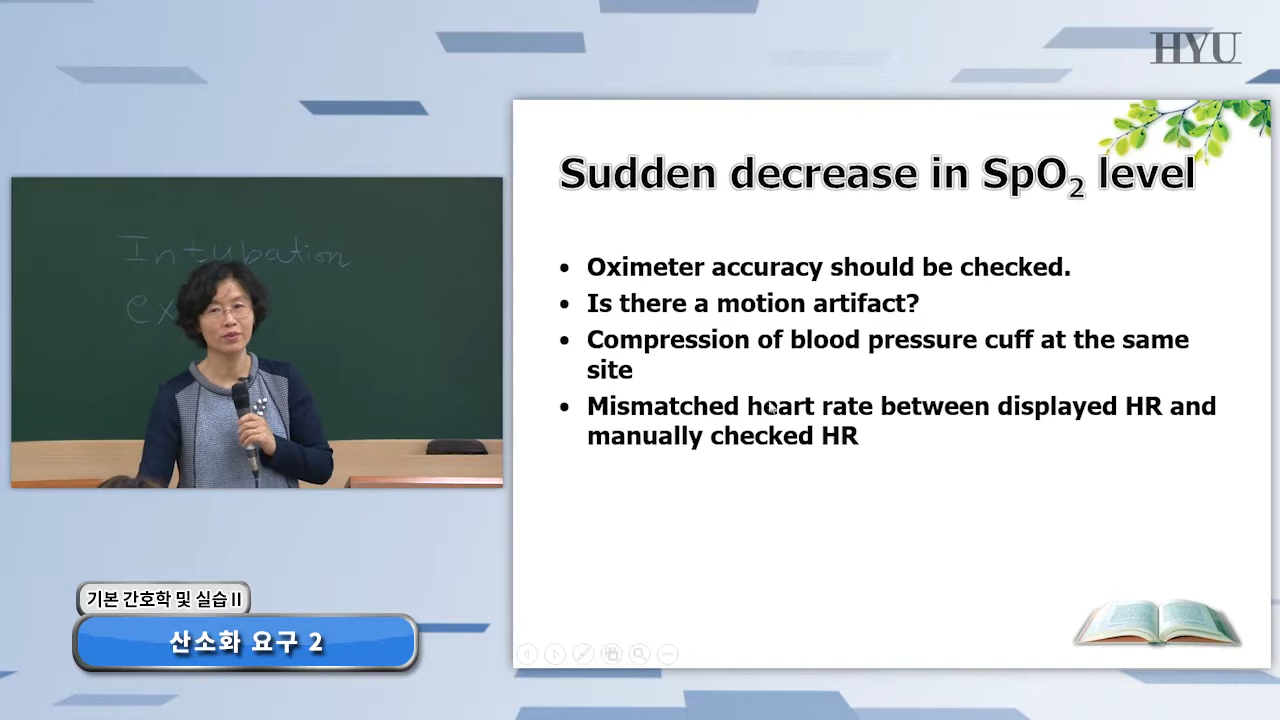 HYU
Sudden decrease in SpO₂ level
• Oximeter accuracy should be checked.
• Is there a motion artifact?
• Compression of blood pressure cuff at the same
site
• Mismatched heart rate between displayed HR and
manually checked HR
Intubation
ex
기본 간호학 및 실습 II
산소화 요구 2